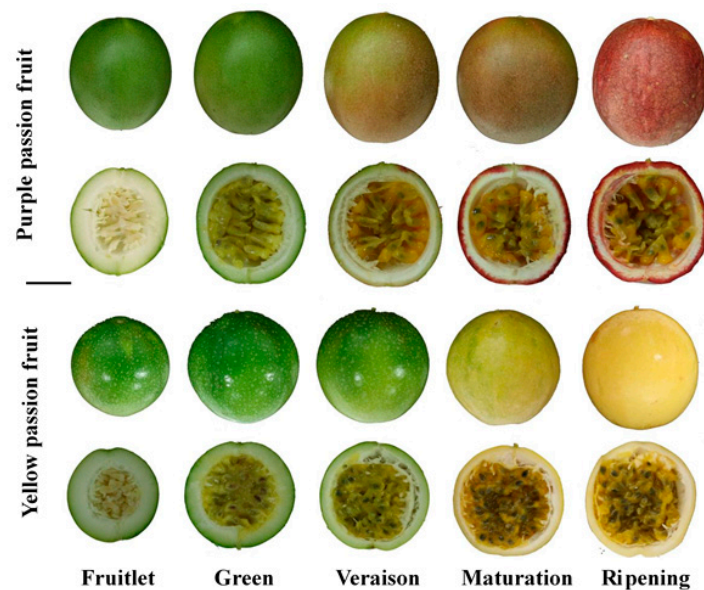 Purple passion fruit
Yellow passion fruit
Fruitlet
Green
Veraison
Maturation
Ripening